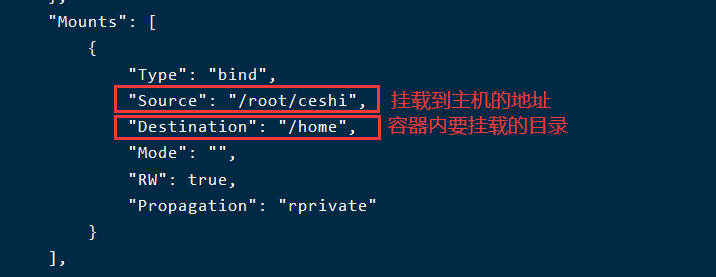 },
"Mounts": [
{
"Type": "bind",
"Source": "/root/ceshi", 挂载到主机的地址
"Destination": "/home", 容器内要挂载的目录
"Mode": "",
"RW": true,
"Propagation": "rprivate"
}
],